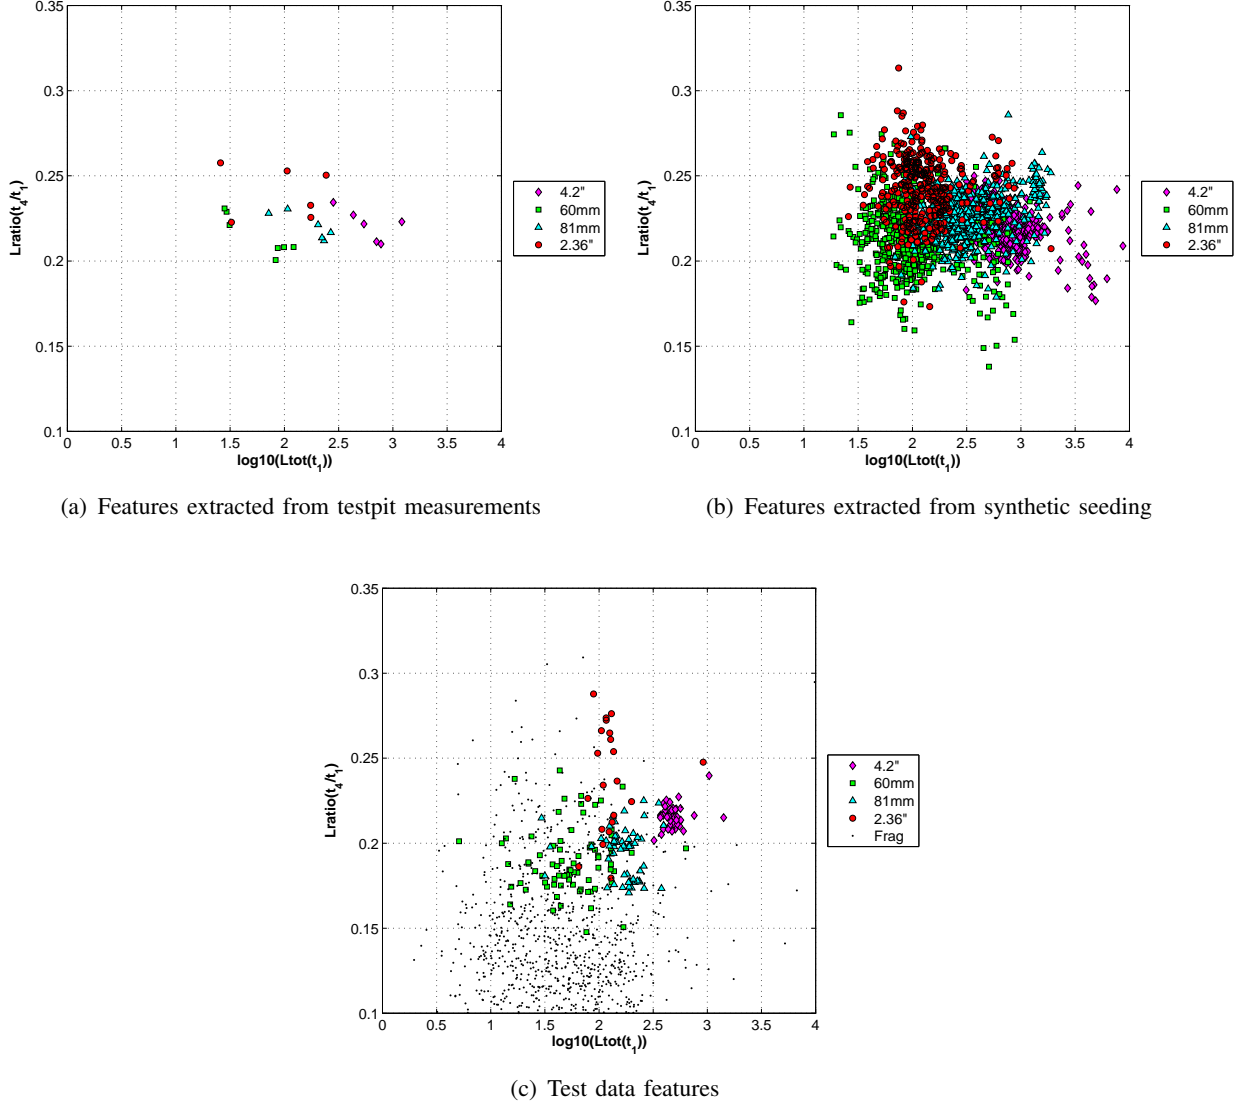 0.35
0.3
0.25
0.2
0.15
0.1
Lratio(t4/t1)
0 0.5 1 1.5 2 2.5 3 3.5 4
log10(Ltot(t1))
4.2"
60mm
81mm
2.36"
(a) Features extracted from testpit measurements
0.35
0.3
0.25
0.2
0.15
0.1
Lratio(t4/t1)
0 0.5 1 1.5 2 2.5 3 3.5 4
log10(Ltot(t1))
4.2"
60mm
81mm
2.36"
(b) Features extracted from synthetic seeding
0.35
0.3
0.25
0.2
0.15
0.1
Lratio(t4/t1)
0 0.5 1 1.5 2 2.5 3 3.5 4
log10(Ltot(t1))
4.2"
60mm
81mm
2.36"
Frag
(c) Test data features